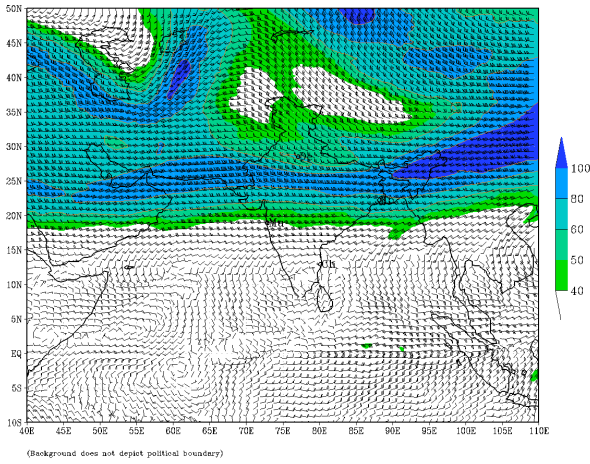 50N
45N
40N
35N
30N
25N
20N
15N
10N
5N
EQ
5S
10S
40E 45E 50E 55E 60E 65E 70E 75E 80E 85E 90E 95E 100E 105E 110E
100
80
60
50
40
Ch
(Background does not depict political boundary)